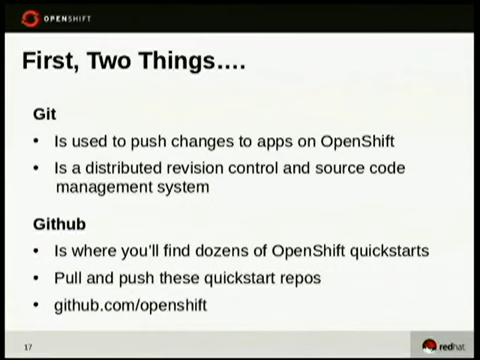 OPENSHIFT
First, Two Things....
Git
• Is used to push changes to apps on OpenShift
• Is a distributed revision control and source code
management system
Github
• Is where you'll find dozens of OpenShift quickstarts
• Pull and push these quickstart repos
• github.com/openshift
17
redhat